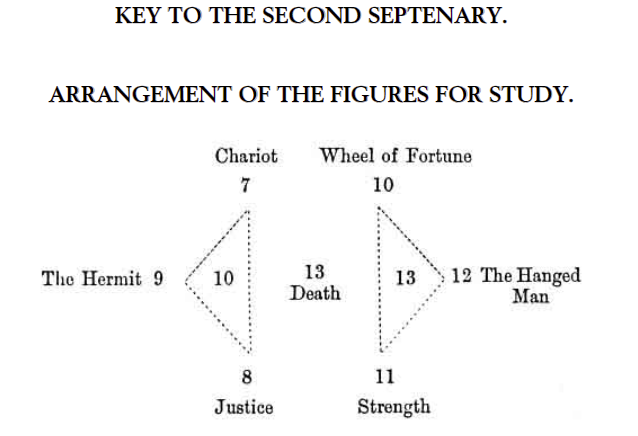 KEY TO THE SECOND SEPTENARY.
ARRANGEMENT OF THE FIGURES FOR STUDY.
Chariot Wheel of Fortune
7 10
The Hermit 9 10 13 13 12 The Hanged
Death Man
8 11
Justice Strength